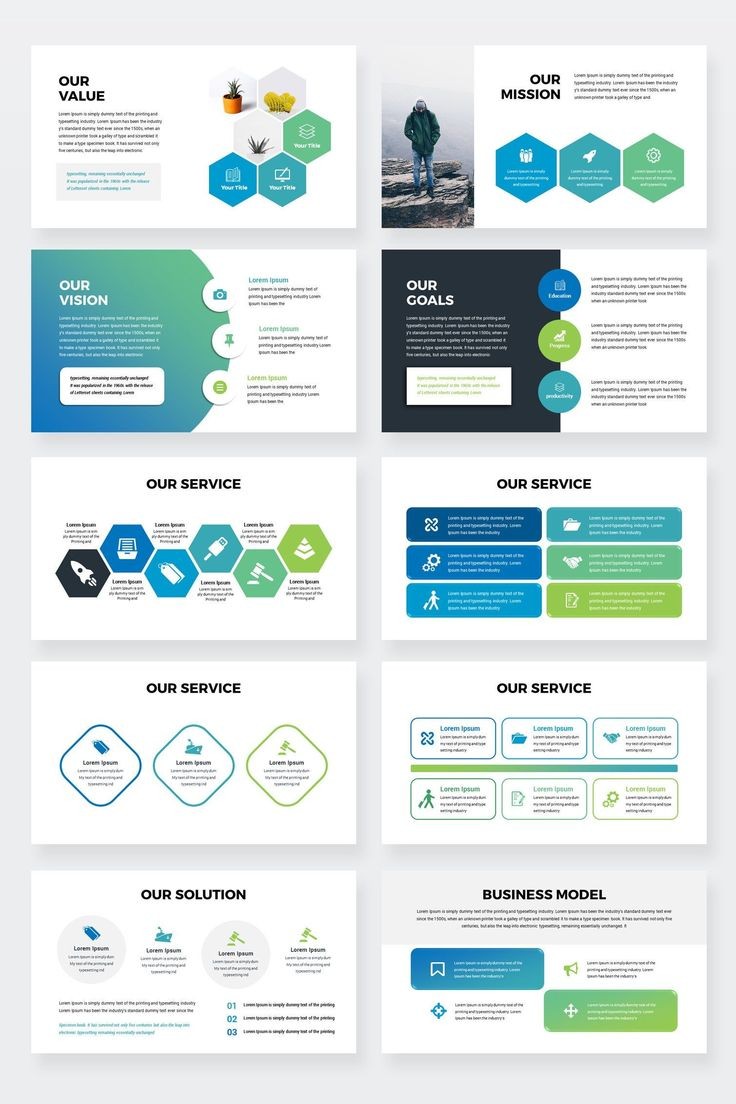 OUR
VALUE
Lorem Ipsum is simply dummy text of the printing and
typesetting industry. Lorem Ipsum has been the industry's
standard dummy text ever since the 1500s, when an
unknown printer took a galley of type and scrambled it
to make a type specimen book. It has survived not only
five centuries, but also the leap into electronic.
typesetting, remaining essentially unchanged
It was popularized in the 1960s with the release
of Letterset sheets containing Lorem
Your Title
Your Title
Your Title
OUR
MISSION
Lorem Ipsum is simply dummy text of the printing and
typesetting industry. Lorem Ipsum has been the industry's
standard dummy text ever since the 1500s, when an
unknown printer took a galley of type and
Lorem Ipsum is simply
dummy text of the printing
and typesetting
Lorem Ipsum is simply
dummy text of the printing
and typesetting
Lorem Ipsum is simply
dummy text of the printing
and typesetting
OUR
VISION
Lorem Ipsum is simply dummy text of the printing and
typesetting industry. Lorem Ipsum has been the industry's
standard dummy text ever since the 1500s, when an
unknown printer took a galley of type and scrambled it
to make a type specimen book. It has survived not only
five centuries, but also the leap into electronic.
typesetting, remaining essentially unchanged
It was popularized in the 1960s with the release
of Letterset sheets containing Lorem
Lorem Ipsum
Lorem Ipsum is simply dummy text of the
printing and typesetting industry Lorem
Ipsum has been the
Lorem Ipsum
Lorem Ipsum is simply dummy text of the
printing and typesetting industry Lorem
Ipsum has been the
Lorem Ipsum
Lorem Ipsum is simply dummy text of the
printing and typesetting industry Lorem
Ipsum has been the
OUR
GOALS
Lorem Ipsum is simply dummy text of the printing and
typesetting industry. Lorem Ipsum has been the industry's
standard dummy text ever since the 1500s, when an
unknown printer took a galley of type and scrambled it
to make a type specimen book. It has survived not only
five centuries, but also the leap into electronic.
typesetting, remaining essentially unchanged
It was popularized in the 1960s with the release
of Letterset sheets containing Lorem
Education
Lorem Ipsum is simply dummy text of the printing and
typesetting industry. Lorem Ipsum has been the
industry's standard dummy text ever since the 1500s
when an unknown printer took
Progress
Lorem Ipsum is simply dummy text of the printing and
typesetting industry. Lorem Ipsum has been the
industry's standard dummy text ever since the 1500s
when an unknown printer took
productivity
Lorem Ipsum is simply dummy text of the printing and
typesetting industry. Lorem Ipsum has been the
industry's standard dummy text ever since the 1500s
when an unknown printer took
OUR SERVICE
Lorem Ipsum
Lorem Ipsum is sim
ply dummy text of the
Printing and
Lorem Ipsum
Lorem Ipsum is sim
ply dummy text of the
Printing and
Lorem Ipsum
Lorem Ipsum is sim
ply dummy text of the
Printing and
Lorem Ipsum
Lorem Ipsum is sim
ply dummy text of the
Printing and
Lorem Ipsum
Lorem Ipsum is sim
ply dummy text of the
Printing and
Lorem Ipsum
Lorem Ipsum is sim
ply dummy text of the
Printing and
OUR SERVICE
Lorem Ipsum is simply dummy text of the
printing and typesetting industry. Lorem
Ipsum has been the industry
Lorem Ipsum is simply dummy text of the
printing and typesetting industry. Lorem
Ipsum has been the industry
Lorem Ipsum is simply dummy text of the
printing and typesetting industry. Lorem
Ipsum has been the industry
Lorem Ipsum is simply dummy text of the
printing and typesetting industry. Lorem
Ipsum has been the industry
Lorem Ipsum is simply dummy text of the
printing and typesetting industry. Lorem
Ipsum has been the industry
Lorem Ipsum is simply dummy text of the
printing and typesetting industry. Lorem
Ipsum has been the industry
OUR SERVICE
Lorem Ipsum
Lorem Ipsum is simply dum
My text of the printing and
typesetting ind
Lorem Ipsum
Lorem Ipsum is simply dum
My text of the printing and
typesetting ind
Lorem Ipsum
Lorem Ipsum is simply dum
My text of the printing and
typesetting ind
OUR SERVICE
Lorem Ipsum
Lorem Ipsum is simply dum
my text of printing and type
setting industry
Lorem Ipsum
Lorem Ipsum is simply dum
my text of printing and type
setting industry
Lorem Ipsum
Lorem Ipsum is simply dum
my text of printing and type
setting industry
Lorem Ipsum
Lorem Ipsum is simply dum
my text of printing and type
setting industry
Lorem Ipsum
Lorem Ipsum is simply dum
my text of printing and type
setting industry
Lorem Ipsum
Lorem Ipsum is simply dum
my text of printing and type
setting industry
OUR SOLUTION
Lorem Ipsum
Lorem Ipsum is simply dum
My text of the printing and
typesetting ind
Lorem Ipsum
Lorem Ipsum is simply dum
My text of the printing and
typesetting ind
Lorem Ipsum
Lorem Ipsum is simply dum
My text of the printing and
typesetting ind
Lorem Ipsum
Lorem Ipsum is simply dum
My text of the printing and
typesetting ind
Lorem Ipsum is simply dummy text of the printing and
typesetting industry. Lorem Ipsum has been the industry's
standard dummy text ever since the
Specimen book. It has survived not only five centuries but also the leap into
electronic typesetting, remaining essentially unchanged
01 Lorem Ipsum is simply dummy text of the printing
02 Lorem Ipsum is simply dummy text of the printing
03 Lorem Ipsum is simply dummy text of the printing
BUSINESS MODEL
Lorem Ipsum is simply dummy text of the printing and typesetting industry. Lorem Ipsum has been the industry's
standard dummy text ever since the 1500s, when an unknown printer took a galley of type and scrambled it to make a type
centuries, but also the leap into electronic typesetting, remaining essentially unchanged. It
Lorem Ipsum is simply dummy text of the
printing and typesetting industry. Lorem
Ipsum has been the industry's
Lorem Ipsum is simply dummy text of the
printing and typesetting industry. Lorem
Ipsum has been the industry's
Lorem Ipsum is simply dummy text of the
printing and typesetting industry. Lorem
Ipsum has been the industry's
Lorem Ipsum is simply dummy text of the
printing and typesetting industry. Lorem
Ipsum has been the industry's